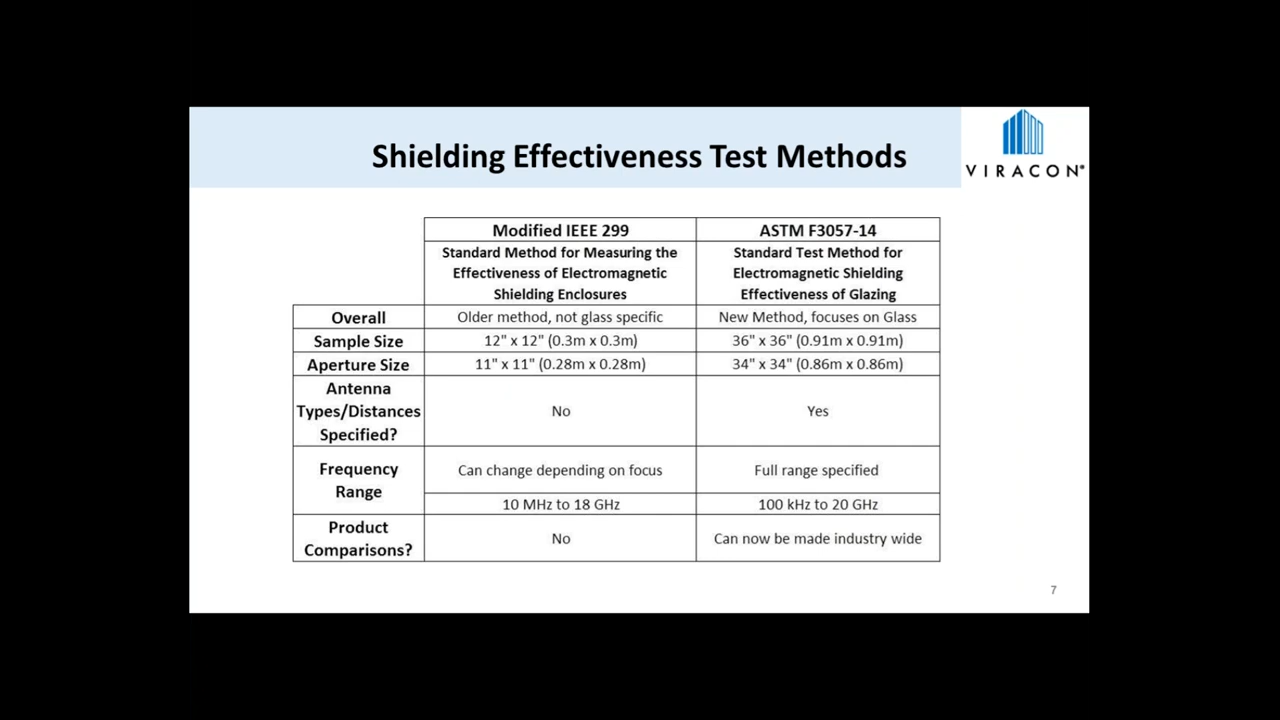 Shielding Effectiveness Test Methods
VIRACON®
Modified IEEE 299
ASTM F3057-14
Standard Method for Measuring the
Effectiveness of Electromagnetic
Shielding Enclosures
Standard Test Method for
Electromagnetic Shielding
Effectiveness of Glazing
Overall
Older method, not glass specific
New Method, focuses on Glass
Sample Size
12" x 12" (0.3m x 0.3m)
36" x 36" (0.91m x 0.91m)
Aperture Size
11" x 11" (0.28m x 0.28m)
34" x 34" (0.86m x 0.86m)
Antenna
Types/Distances
Specified?
No
Yes
Frequency
Range
Can change depending on focus
Full range specified
10 MHz to 18 GHz
100 kHz to 20 GHz
Product
Comparisons?
No
Can now be made industry wide
7